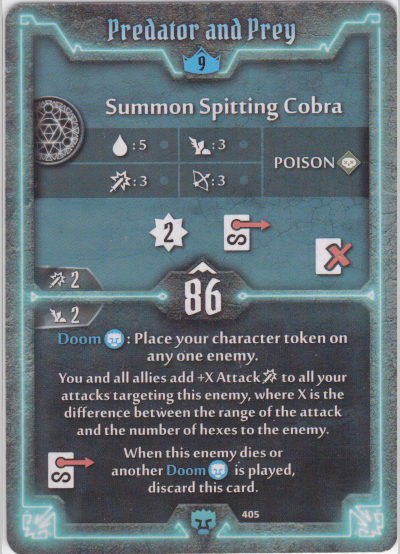 Predator and Prey
9
Summon Spitting Cobra
: 5 : 3
POISON
: 3 : 3
2
2
86
2
Doom : Place your character token on
any one enemy.
You and all allies add +X Attack to all your
attacks targeting this enemy, where X is the
difference between the range of the attack
and the number of hexes to the enemy.
When this enemy dies or
another Doom is played,
discard this card.
405